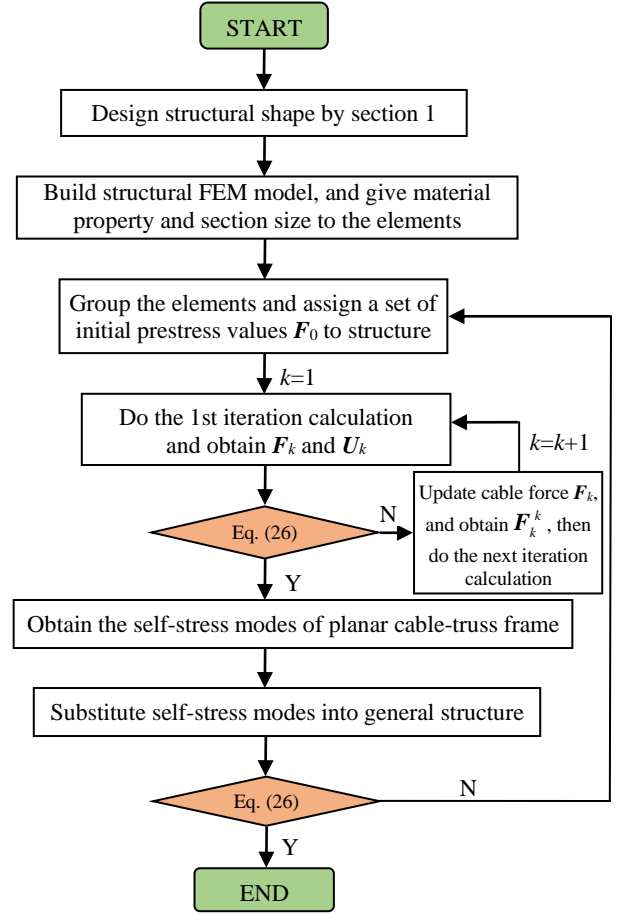 START
Design structural shape by section 1
Build structural FEM model, and give material
property and section size to the elements
Group the elements and assign a set of
initial prestress values F₀ to structure
k=1
Do the 1st iteration calculation
and obtain Fₖ and Uₖ
k=k+1
Eq. (26)
N
Update cable force Fₖ,
and obtain Fₖᵏ, then
do the next iteration
calculation
Y
Obtain the self-stress modes of planar cable-truss frame
Substitute self-stress modes into general structure
Eq. (26)
N
Y
END